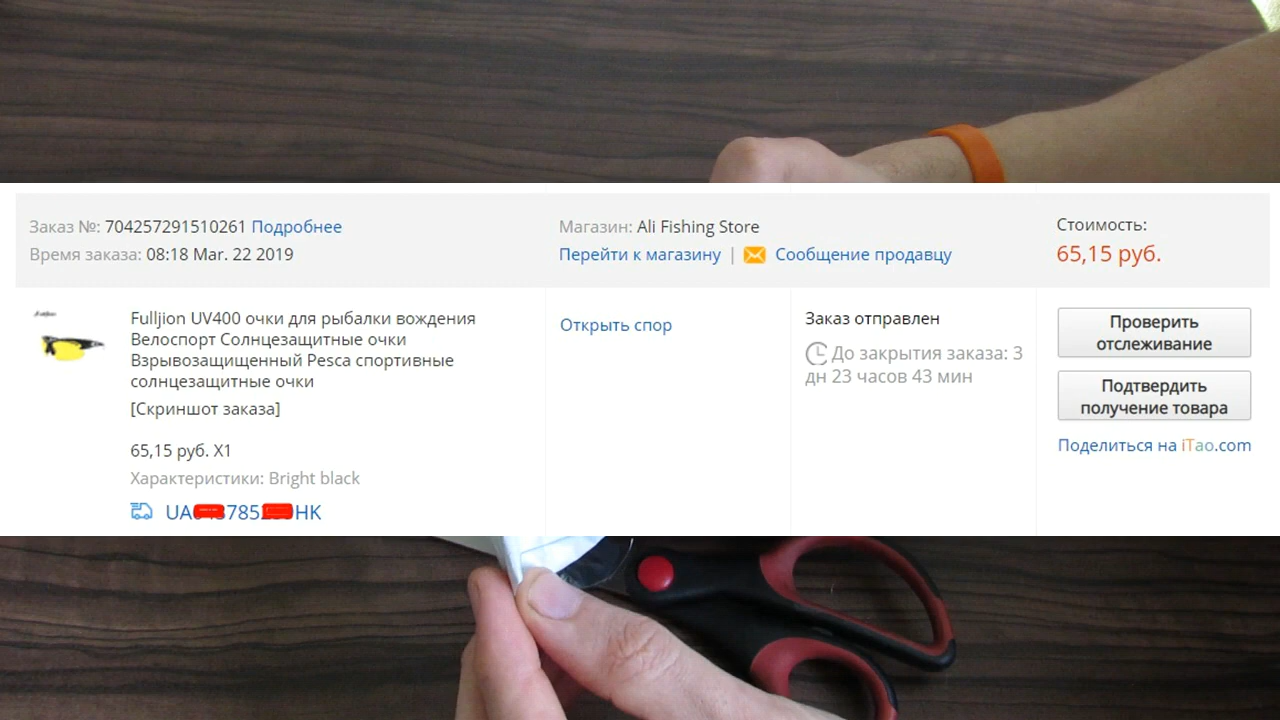 Заказ №: 704257291510261 Подробнее
Время заказа: 08:18 Mar. 22 2019
Магазин: Ali Fishing Store
Перейти к магазину | Сообщение продавцу
Стоимость:
65,15 руб.
Fulljion UV400 очки для рыбалки вождения
Велоспорт Солнцезащитные очки
Взрывозащищенный Pesca спортивные
солнцезащитные очки
[Скриншот заказа]
65,15 руб. X1
Характеристики: Bright black
UA 785 HK
Открыть спор
Заказ отправлен
До закрытия заказа: 3
дн 23 часов 43 мин
Проверить
отслеживание
Подтвердить
получение товара
Поделиться на iTao.com